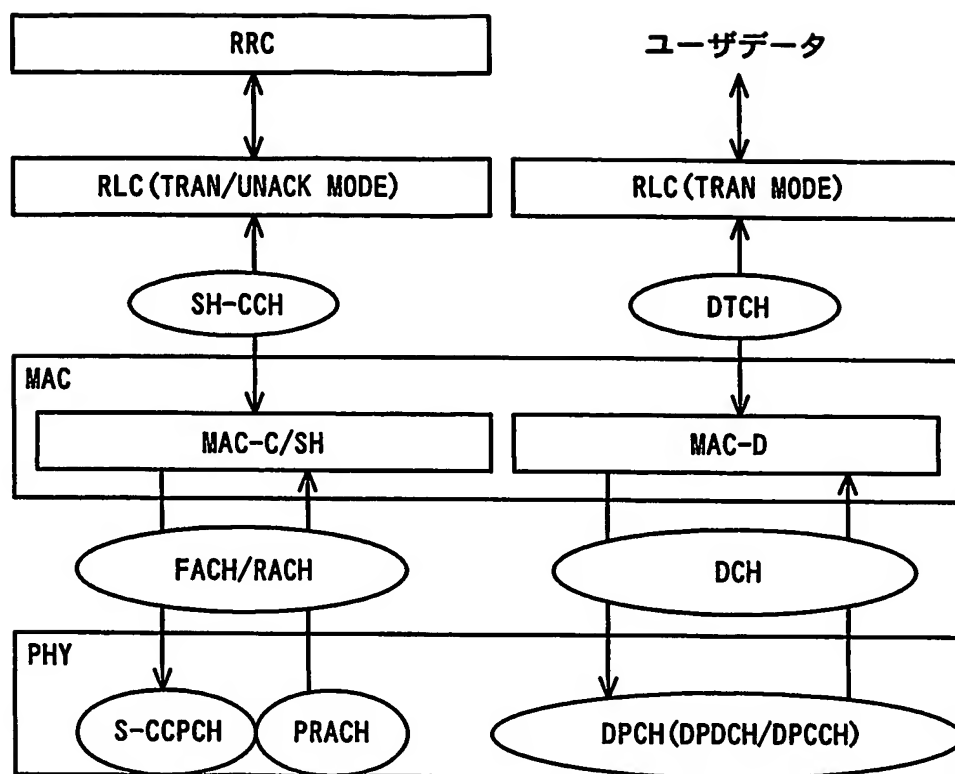 RRC
ユーザデータ
RLC(TRAN/UNACK MODE)
RLC(TRAN MODE)
SH-CCH
DTCH
MAC
MAC-C/SH
MAC-D
FACH/RACH
DCH
PHY
S-CCPCH
PRACH
DPCH(DPDCH/DPCCH)